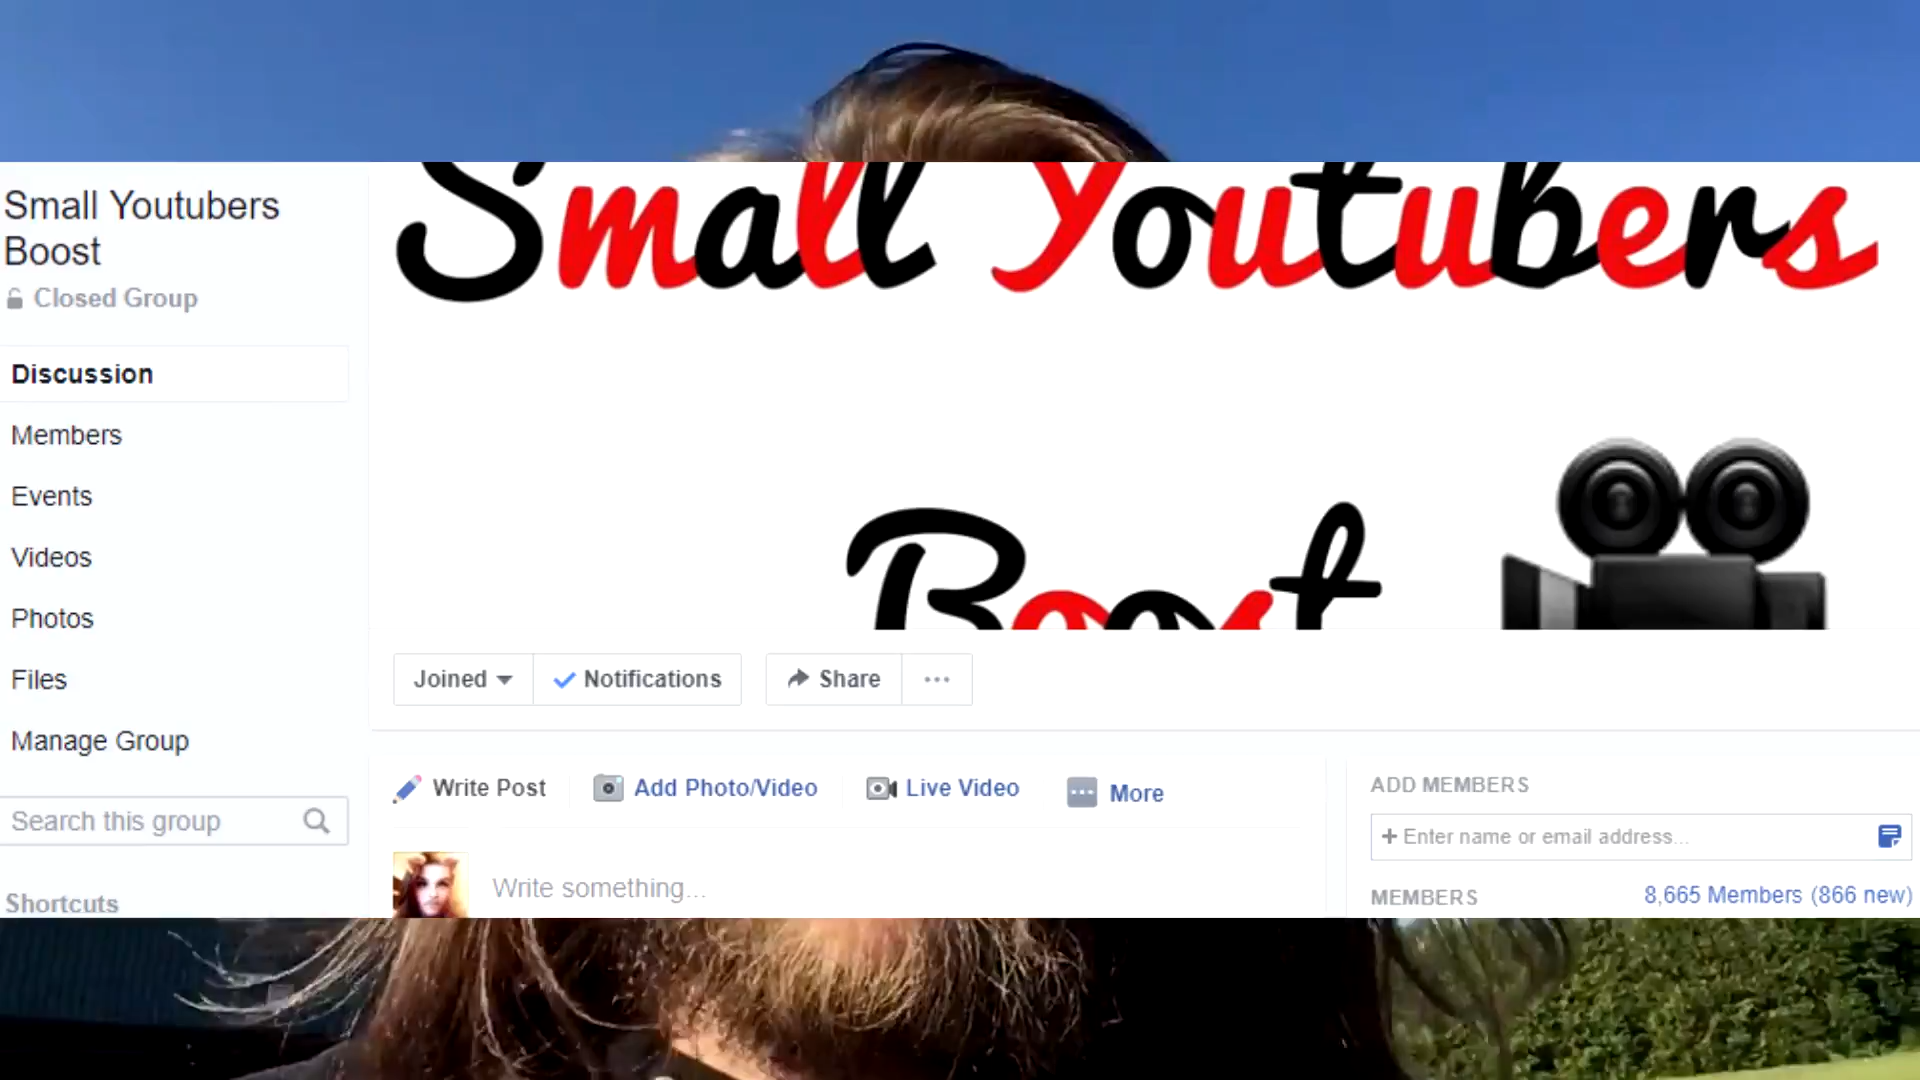 Small Youtubers
Boost
Closed Group
Discussion
Members
Events
Videos
Photos
Files
Manage Group
Search this group
Shortcuts
Small Youtubers
Boost
Joined
Notifications
Share
Write Post
Add Photo/Video
Live Video
More
Write something...
ADD MEMBERS
+ Enter name or email address...
MEMBERS 8,665 Members (866 new)